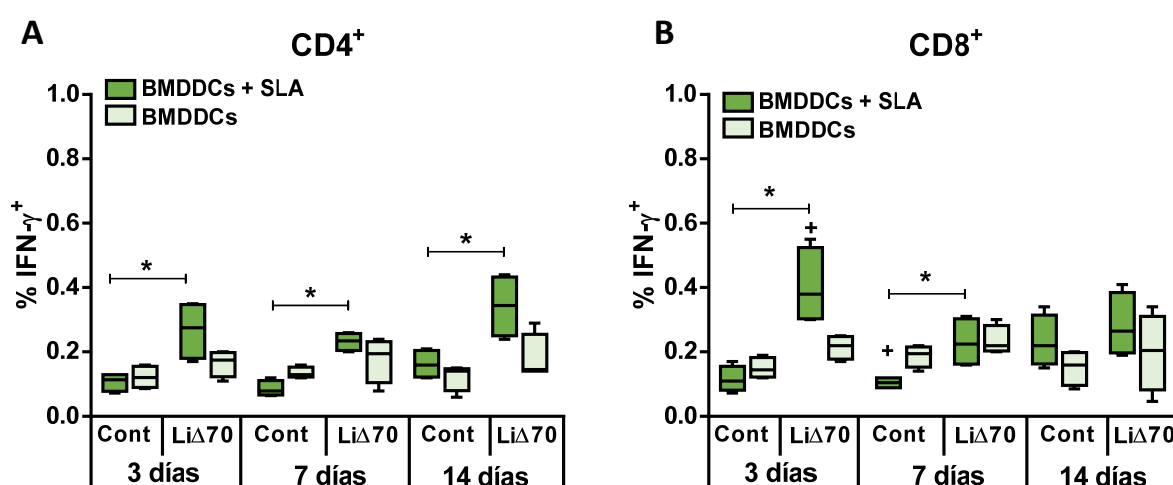 A
CD4+
BMDDCs + SLA
BMDDCs
% IFN-γ+
1.0
0.8
0.6
0.4
0.2
0.0
*
*
*
Cont LiΔ70 Cont LiΔ70 Cont LiΔ70
3 días 7 días 14 días
B
CD8+
BMDDCs + SLA
BMDDCs
% IFN-γ+
1.0
0.8
0.6
0.4
0.2
0.0
*
*
Cont LiΔ70 Cont LiΔ70 Cont LiΔ70
3 días 7 días 14 días